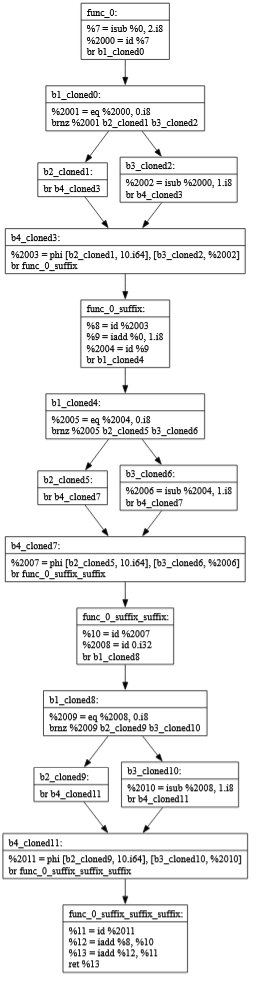 func_0:
%7 = isub %0, 2.i8
%2000 = id %7
br b1_cloned0
b1_cloned0:
%2001 = eq %2000, 0.i8
brnz %2001 b2_cloned1 b3_cloned2
b2_cloned1:
br b4_cloned3
b3_cloned2:
%2002 = isub %2000, 1.i8
br b4_cloned3
b4_cloned3:
%2003 = phi [b2_cloned1, 10.i64], [b3_cloned2, %2002]
br func_0_suffix
func_0_suffix:
%8 = id %2003
%9 = iadd %0, 1.i8
%2004 = id %9
br b1_cloned4
b1_cloned4:
%2005 = eq %2004, 0.i8
brnz %2005 b2_cloned5 b3_cloned6
b2_cloned5:
br b4_cloned7
b3_cloned6:
%2006 = isub %2004, 1.i8
br b4_cloned7
b4_cloned7:
%2007 = phi [b2_cloned5, 10.i64], [b3_cloned6, %2006]
br func_0_suffix_suffix
func_0_suffix_suffix:
%10 = id %2007
%2008 = id 0.i32
br b1_cloned8
b1_cloned8:
%2009 = eq %2008, 0.i8
brnz %2009 b2_cloned9 b3_cloned10
b2_cloned9:
br b4_cloned11
b3_cloned10:
%2010 = isub %2008, 1.i8
br b4_cloned11
b4_cloned11:
%2011 = phi [b2_cloned9, 10.i64], [b3_cloned10, %2010]
br func_0_suffix_suffix_suffix
func_0_suffix_suffix_suffix:
%11 = id %2011
%12 = iadd %8, %10
%13 = iadd %12, %11
ret %13